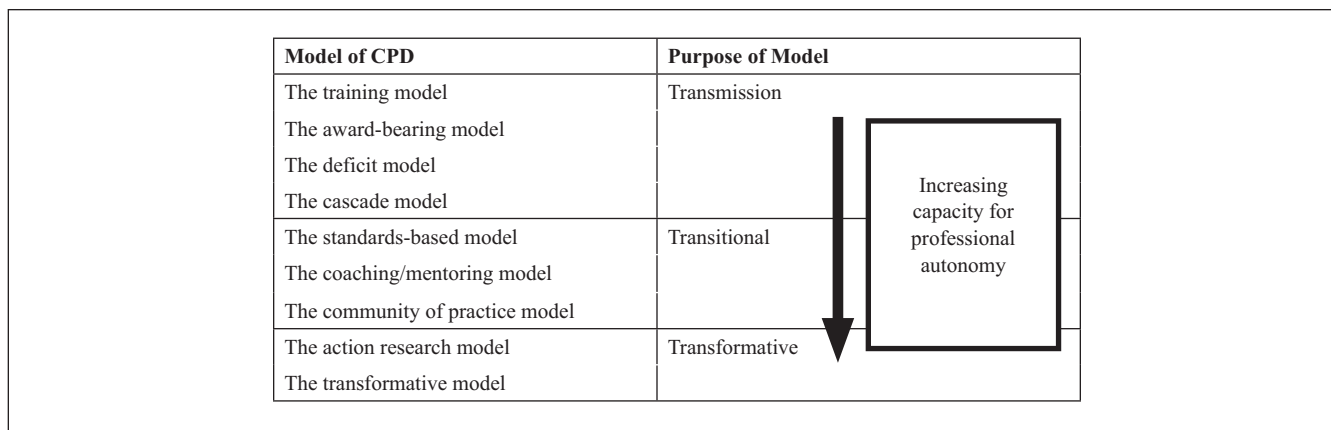 Model of CPD Purpose of Model
The training model Transmission
The award-bearing model
The deficit model
The cascade model
The standards-based model Transitional
The coaching/mentoring model
The community of practice model
The action research model Transformative
The transformative model
Increasing
capacity for
professional
autonomy